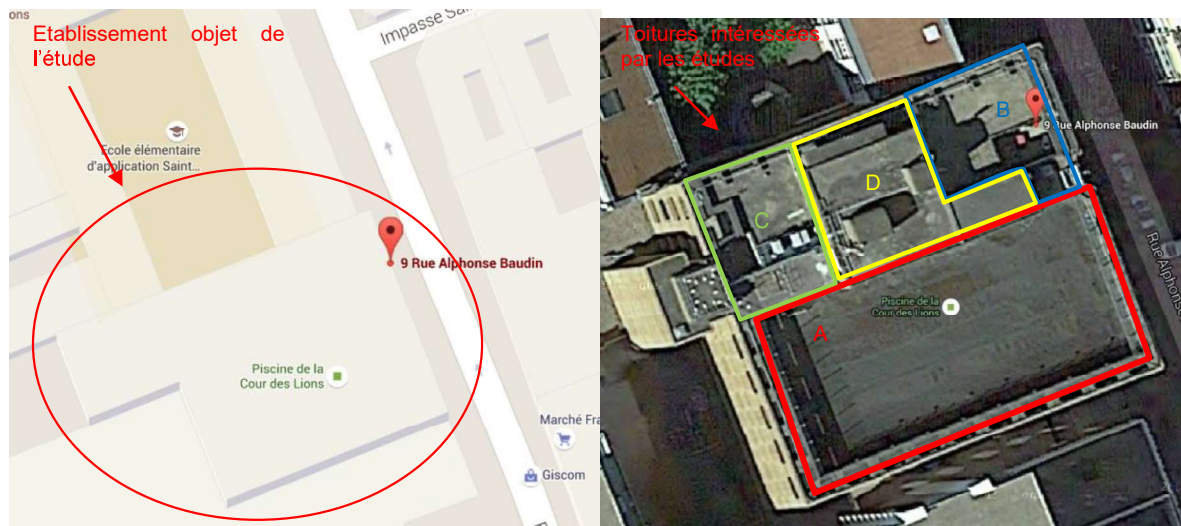 ons
Etablissement objet de
l'étude
Impasse Sai
École élémentaire
d'application Saint...
9 Rue Alphonse Baudin
Piscine de la
Cour des Lions
Marché Fra
Giscom
Toitures intéressées
par les études
B
9 Rue Alphonse Baudin
D
C
Piscine de la
Cour des Lions
A
Rue Alphonse